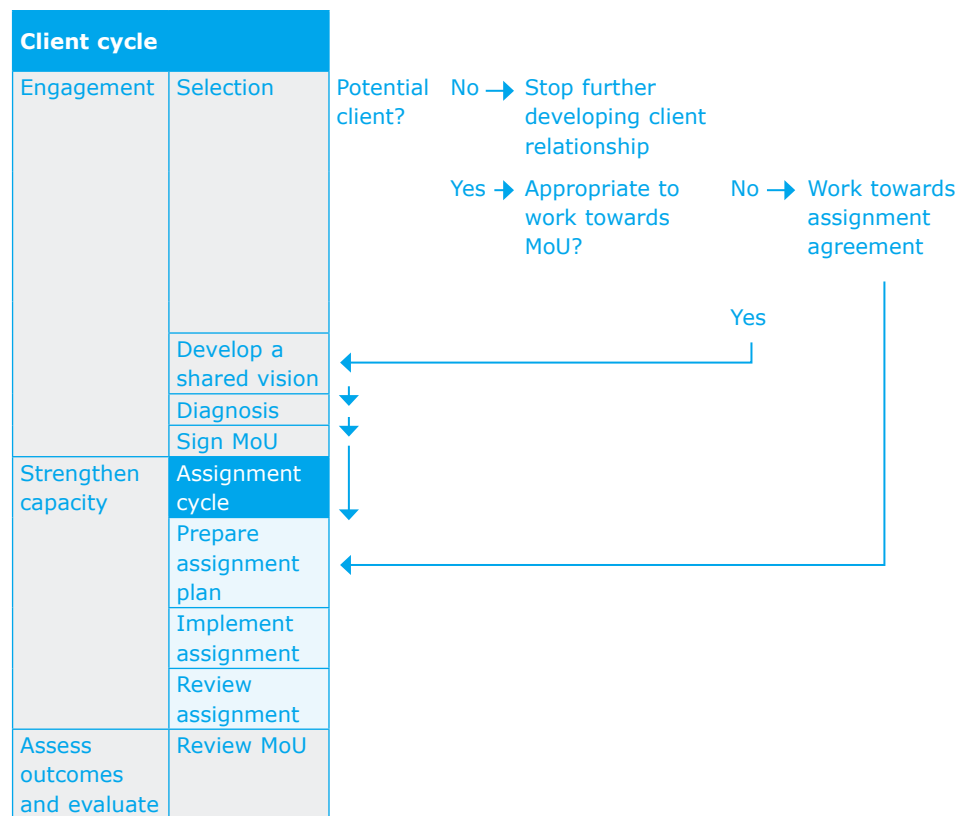 Client cycle
Engagement
Selection
Potential
client?
No
Stop further
developing client
relationship
Yes
Appropriate to
work towards
MoU?
No
Work towards
assignment
agreement
Yes
Develop a
shared vision
Diagnosis
Sign MoU
Strengthen
capacity
Assignment
cycle
Prepare
assignment
plan
Implement
assignment
Review
assignment
Assess
outcomes
and evaluate
Review MoU